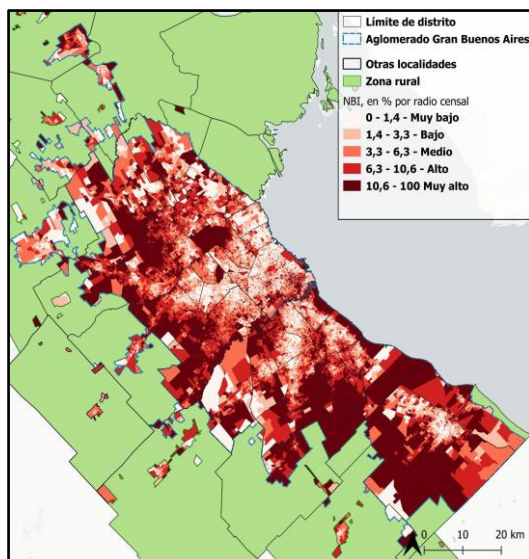 Límite de distrito
Aglomerado Gran Buenos Aires
Otras localidades
Zona rural
NBI, en % por radio censal
0 - 1,4 - Muy bajo
1,4 - 3,3 - Bajo
3,3 - 6,3 - Medio
6,3 - 10,6 - Alto
10,6 - 100 Muy alto
0 10 20 km